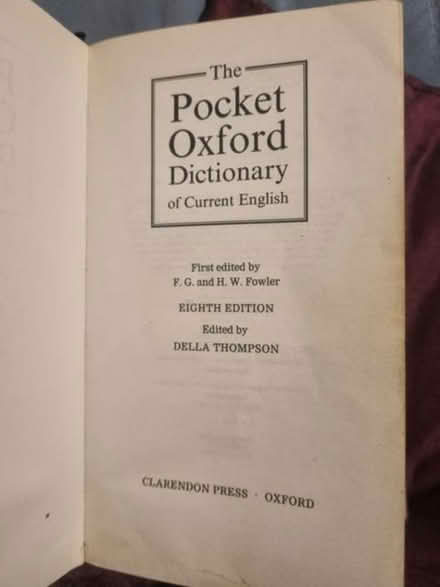 The
Pocket
Oxford
Dictionary
of Current English
First edited by
F. G. and H. W. Fowler
EIGHTH EDITION
Edited by
DELLA THOMPSON
CLARENDON PRESS · OXFORD